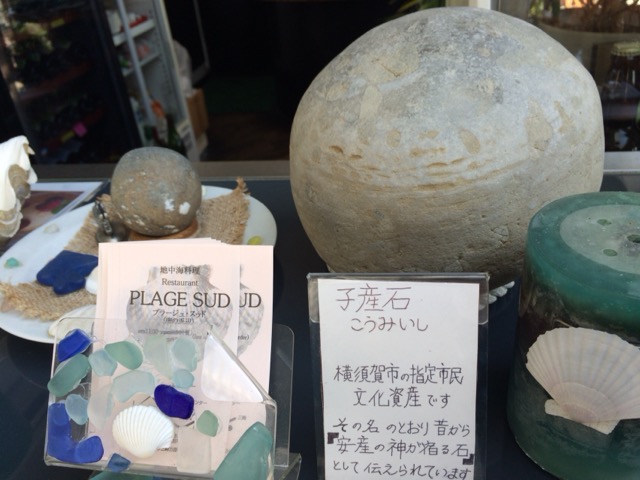 地中海料理
Restaurant
PLAGE SUD
プラージュ・スッド
UD
子産石
こうみいし
横須賀市の指定市民
文化資産です
その名のとおり昔から
『安産の神が宿る石』
として伝えられています